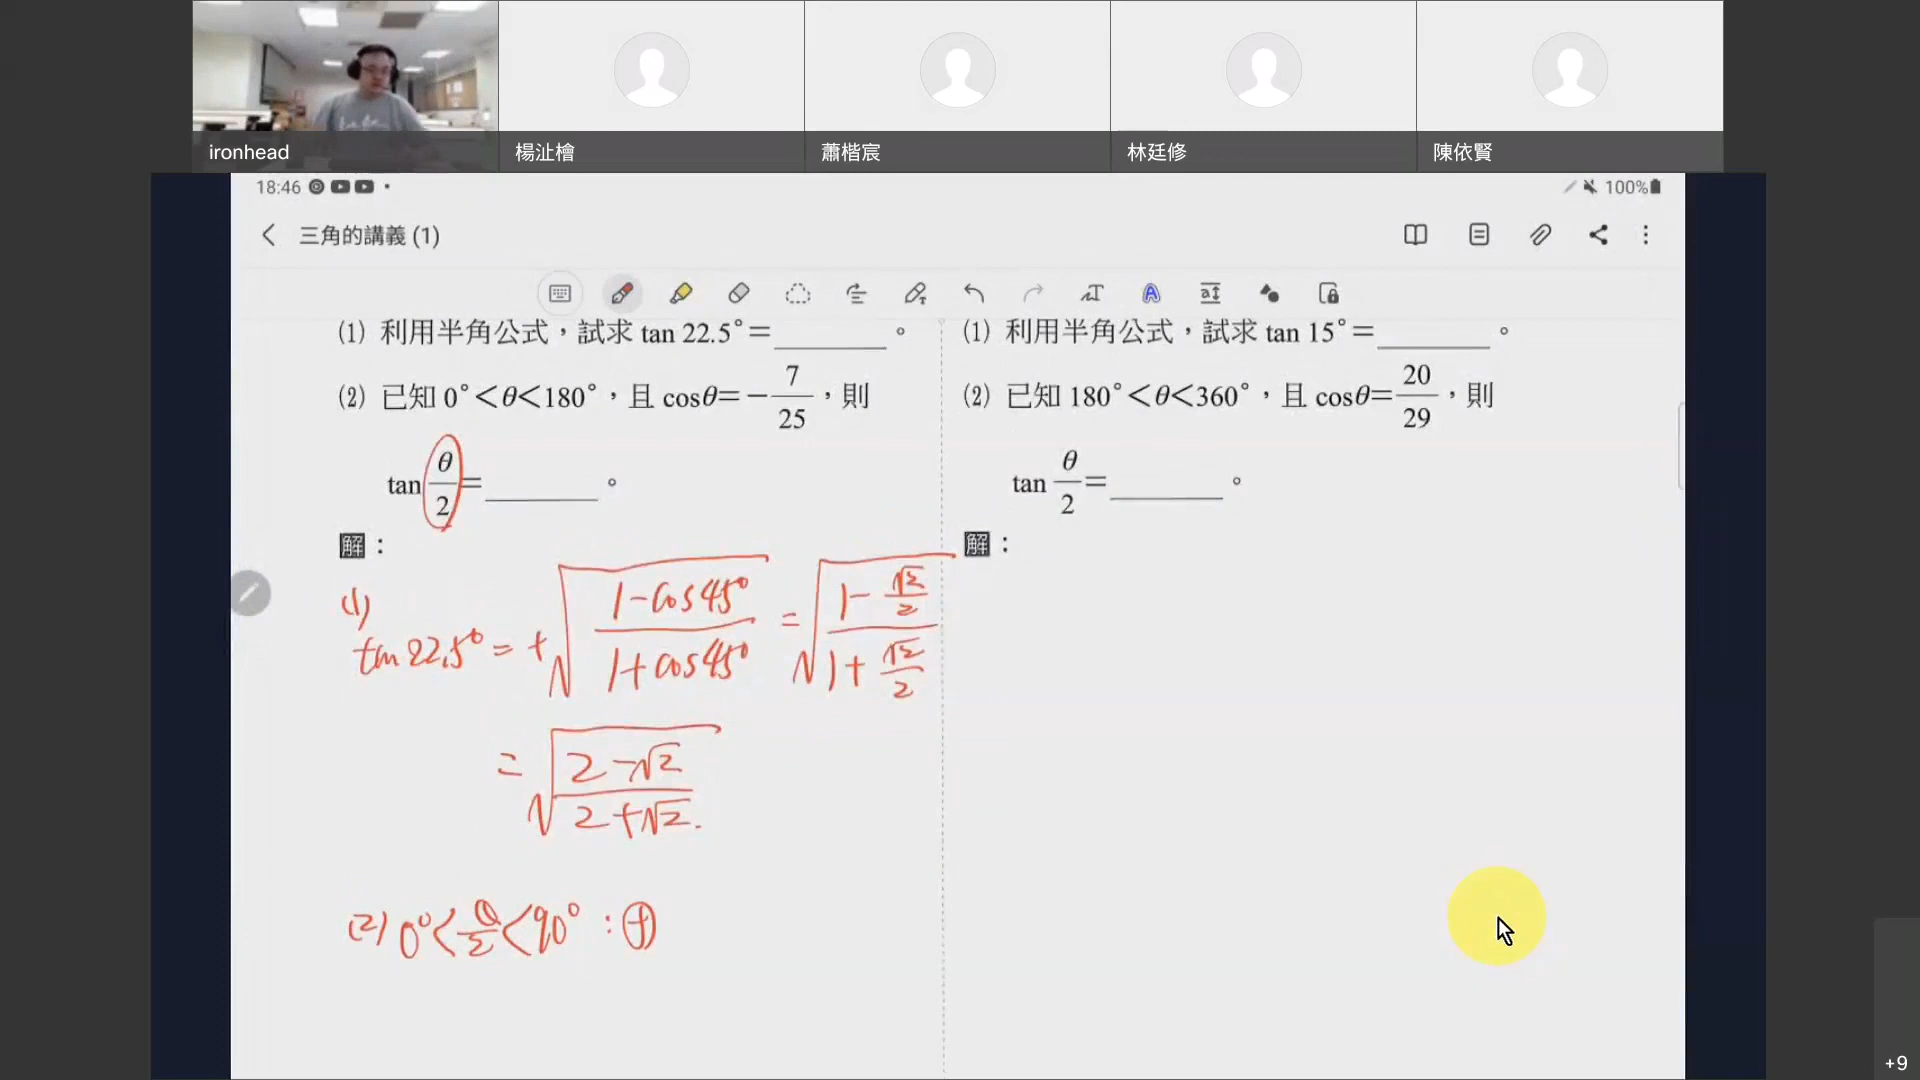 ironhead
楊沚檜
蕭楷宸
林廷修
陳依賢
18:46
100%
三角的講義 (1)
(1) 利用半角公式，試求 tan 22.5°=________。
(2) 已知 0°<θ<180°，且 cosθ=−7/25，則
tan θ/2=________。
解：
(1)
tan 22.5° = +√((1-cos45°)/(1+cos45°)) = √((1-√2/2)/(1+√2/2))
= √((2-√2)/(2+√2)).
(2) 0°<θ/2<90° : ⊕
(1) 利用半角公式，試求 tan 15°=________。
(2) 已知 180°<θ<360°，且 cosθ=20/29，則
tan θ/2=________。
解：
+9